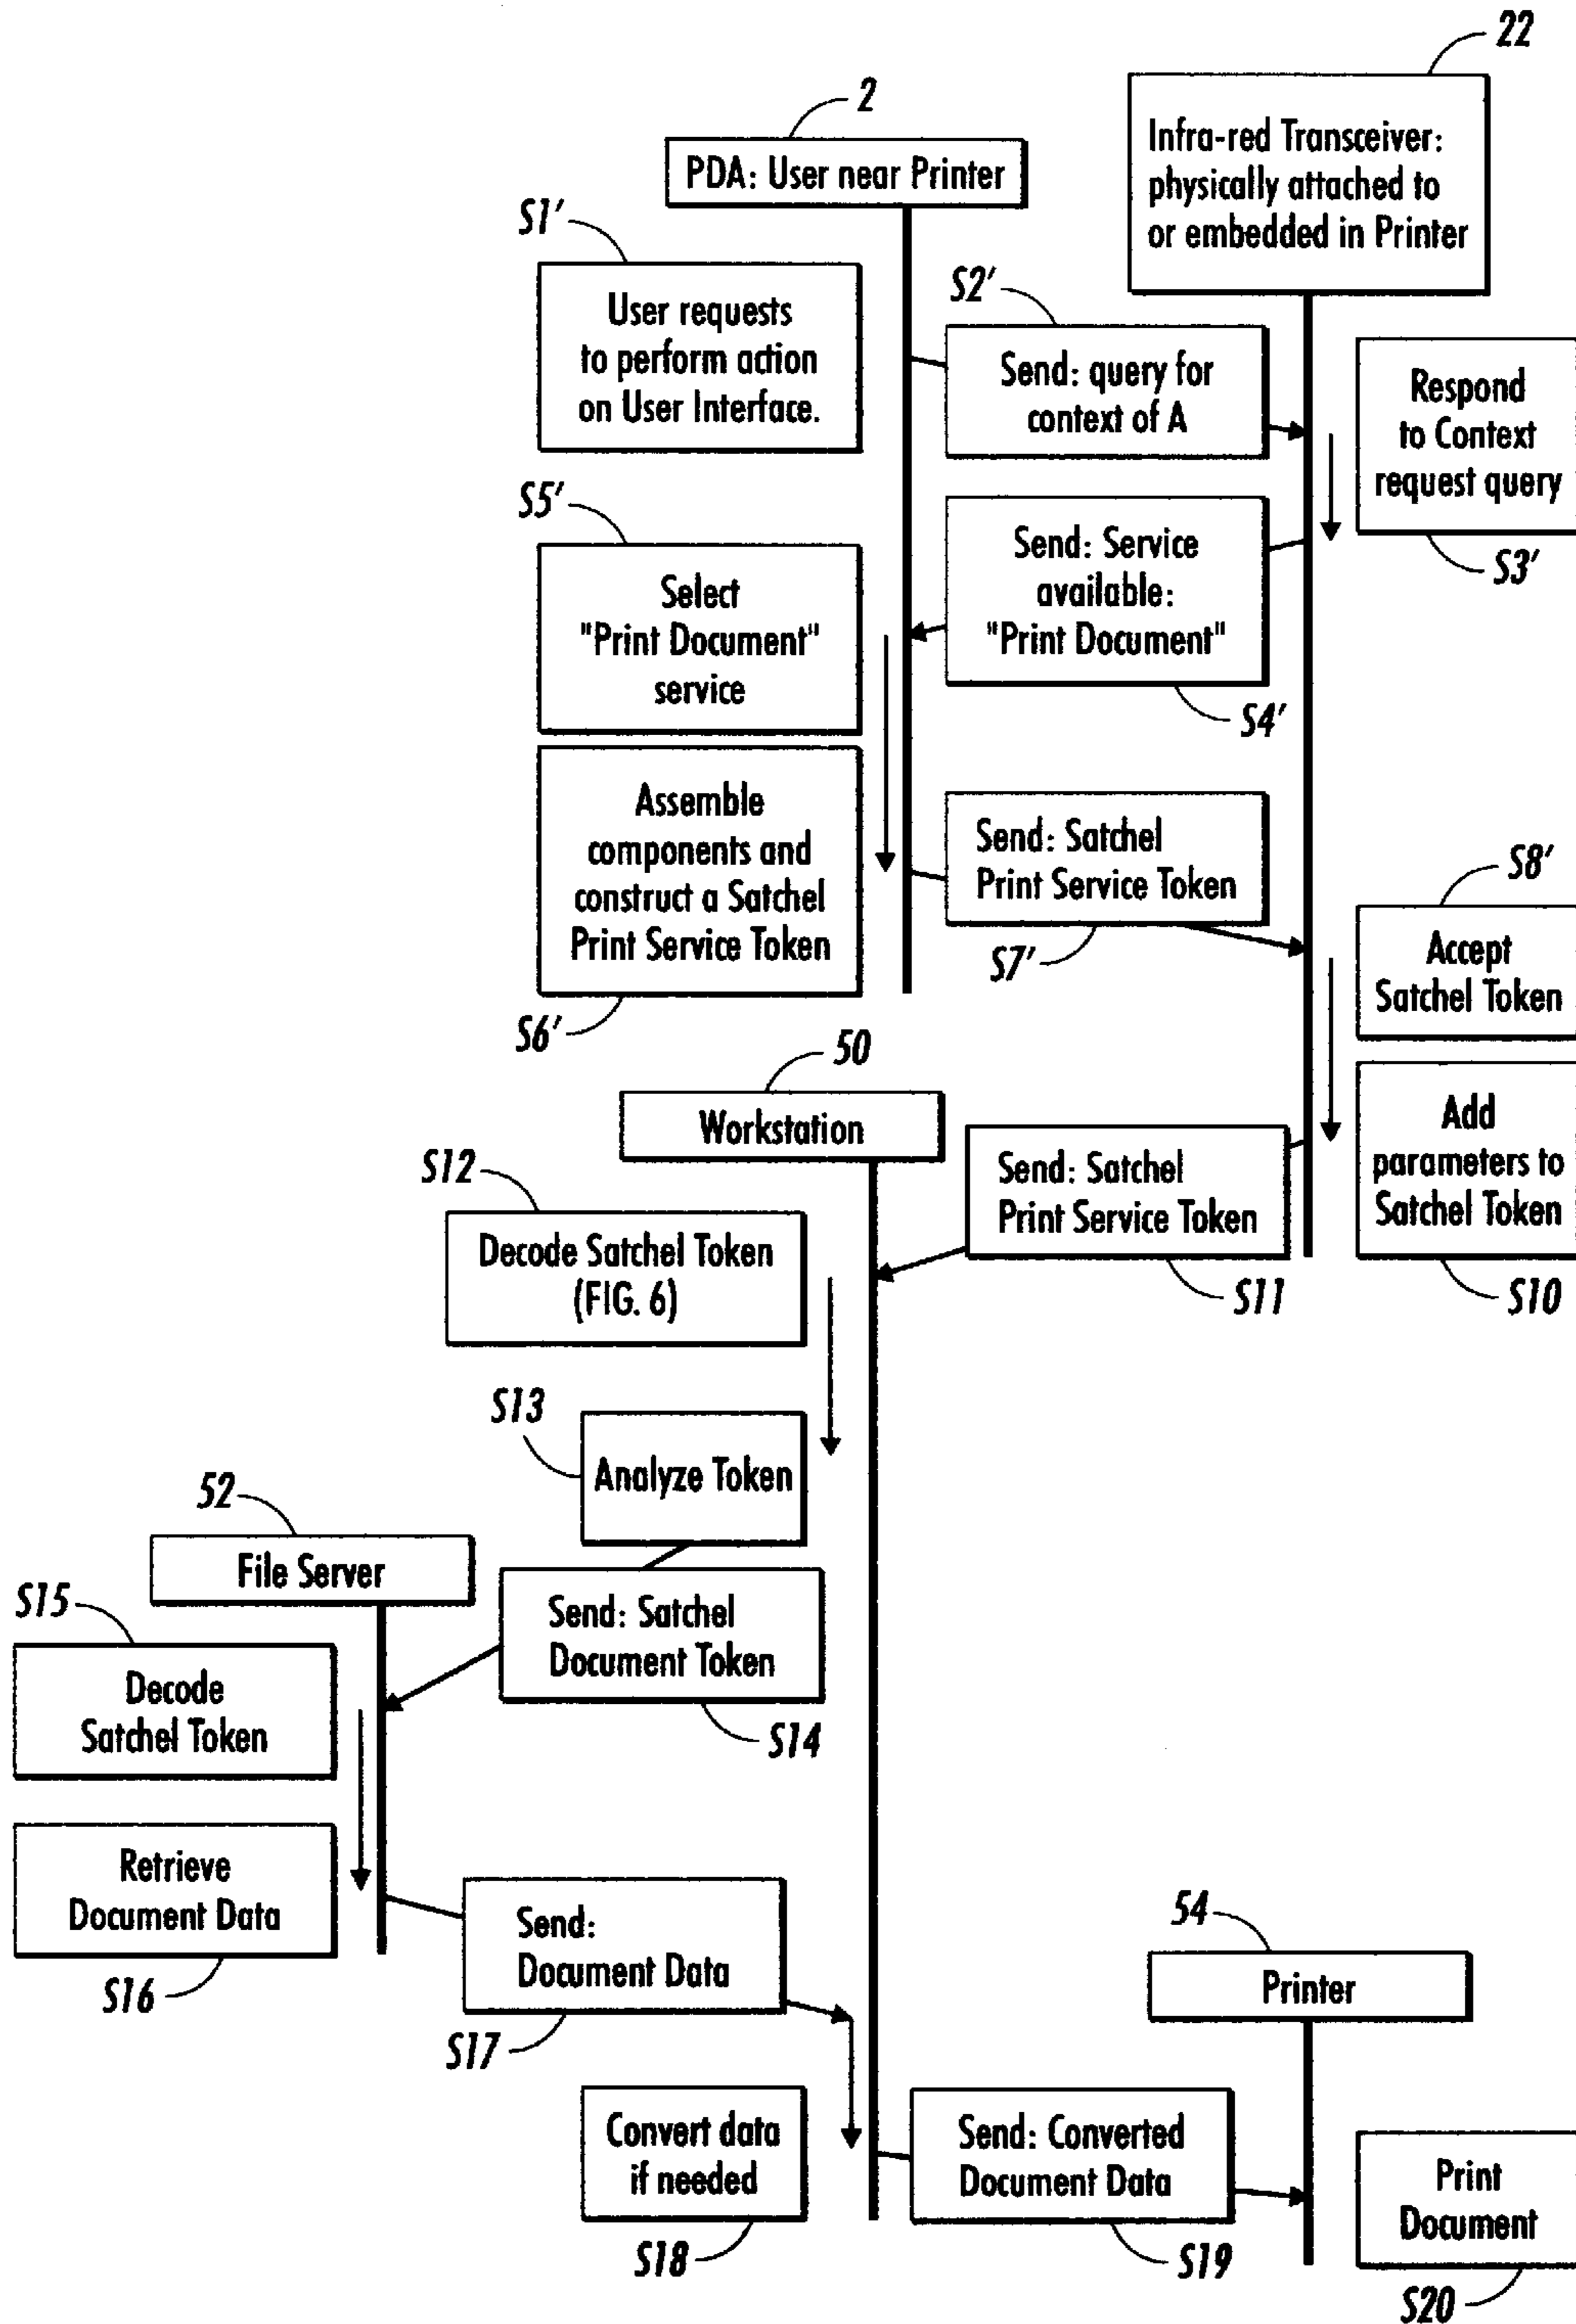 22
2
PDA: User near Printer
Infra-red Transceiver:
physically attached to
or embedded in Printer
S1'
User requests
to perform action
on User Interface.
S2'
Send: query for
context of A
Respond
to Context
request query
S3'
S5'
Select
"Print Document"
service
Send: Service
available:
"Print Document"
S4'
Assemble
components and
construct a Satchel
Print Service Token
S6'
Send: Satchel
Print Service Token
S7'
S8'
Accept
Satchel Token
50
Workstation
Add
parameters to
Satchel Token
S10
Send: Satchel
Print Service Token
S11
S12
Decode Satchel Token
(FIG. 6)
S13
Analyze Token
52
File Server
Send: Satchel
Document Token
S14
S15
Decode
Satchel Token
Retrieve
Document Data
S16
Send:
Document Data
S17
54
Printer
Convert data
if needed
S18
Send: Converted
Document Data
S19
Print
Document
S20